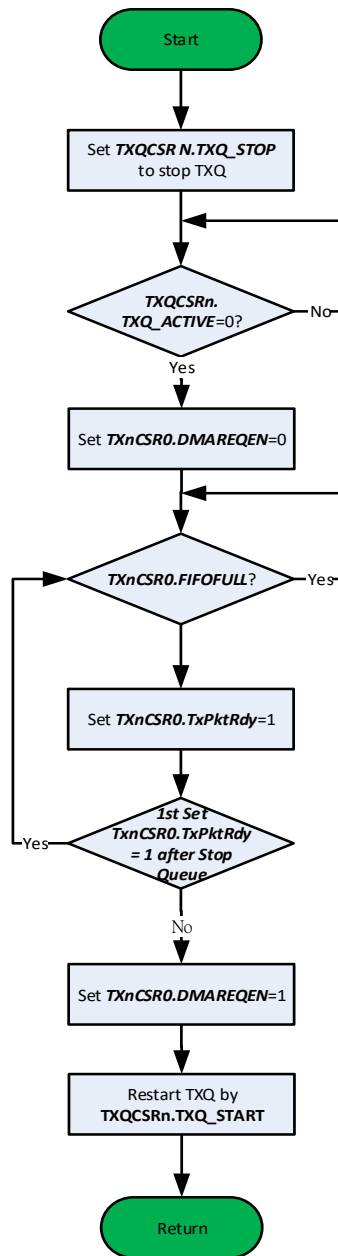 Start
Set TXQCSR N.TXQ_STOP
to stop TXQ
TXQCSRn.
TXQ_ACTIVE=0?
No
Yes
Set TXnCSR0.DMAREQEN=0
TXnCSR0.FIFOFULL?
Yes
Set TXnCSR0.TxPktRdy=1
1st Set
TxnCSR0.TxPktRdy
= 1 after Stop
Queue
Yes
No
Set TXnCSR0.DMAREQEN=1
Restart TXQ by
TXQCSRn.TXQ_START
Return